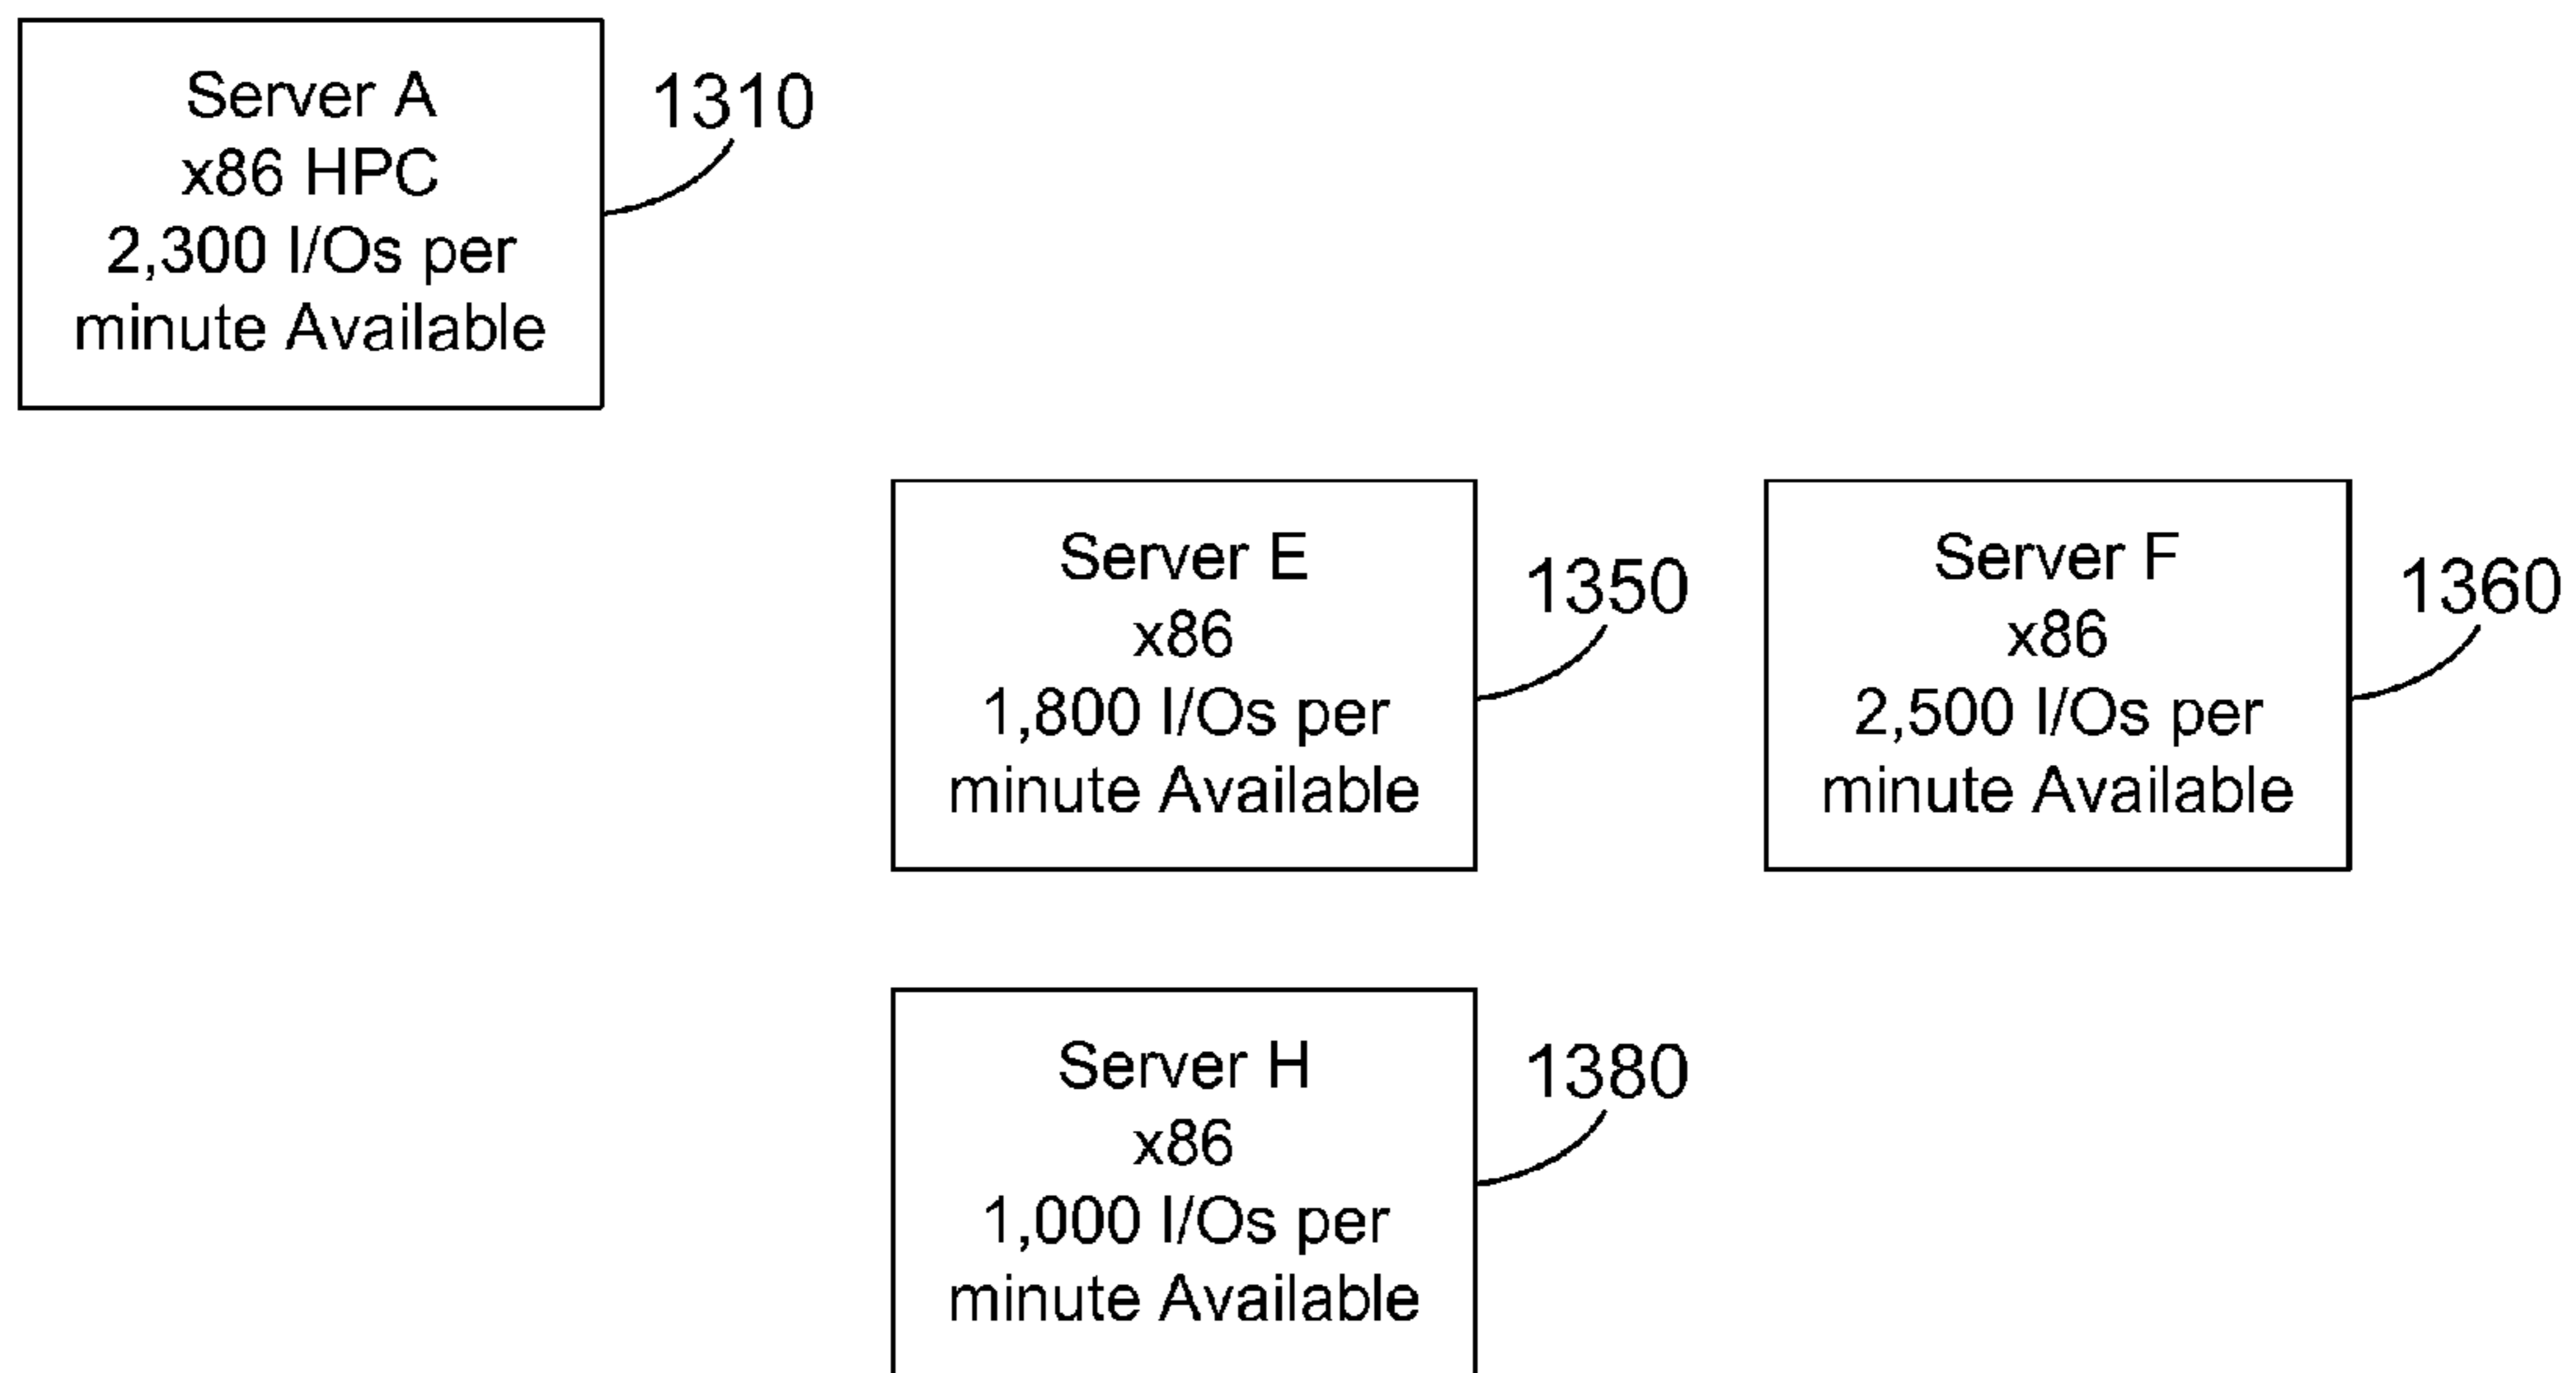 Server A
x86 HPC
2,300 I/Os per
minute Available
1310
Server E
x86
1,800 I/Os per
minute Available
1350
Server F
x86
2,500 I/Os per
minute Available
1360
Server H
x86
1,000 I/Os per
minute Available
1380